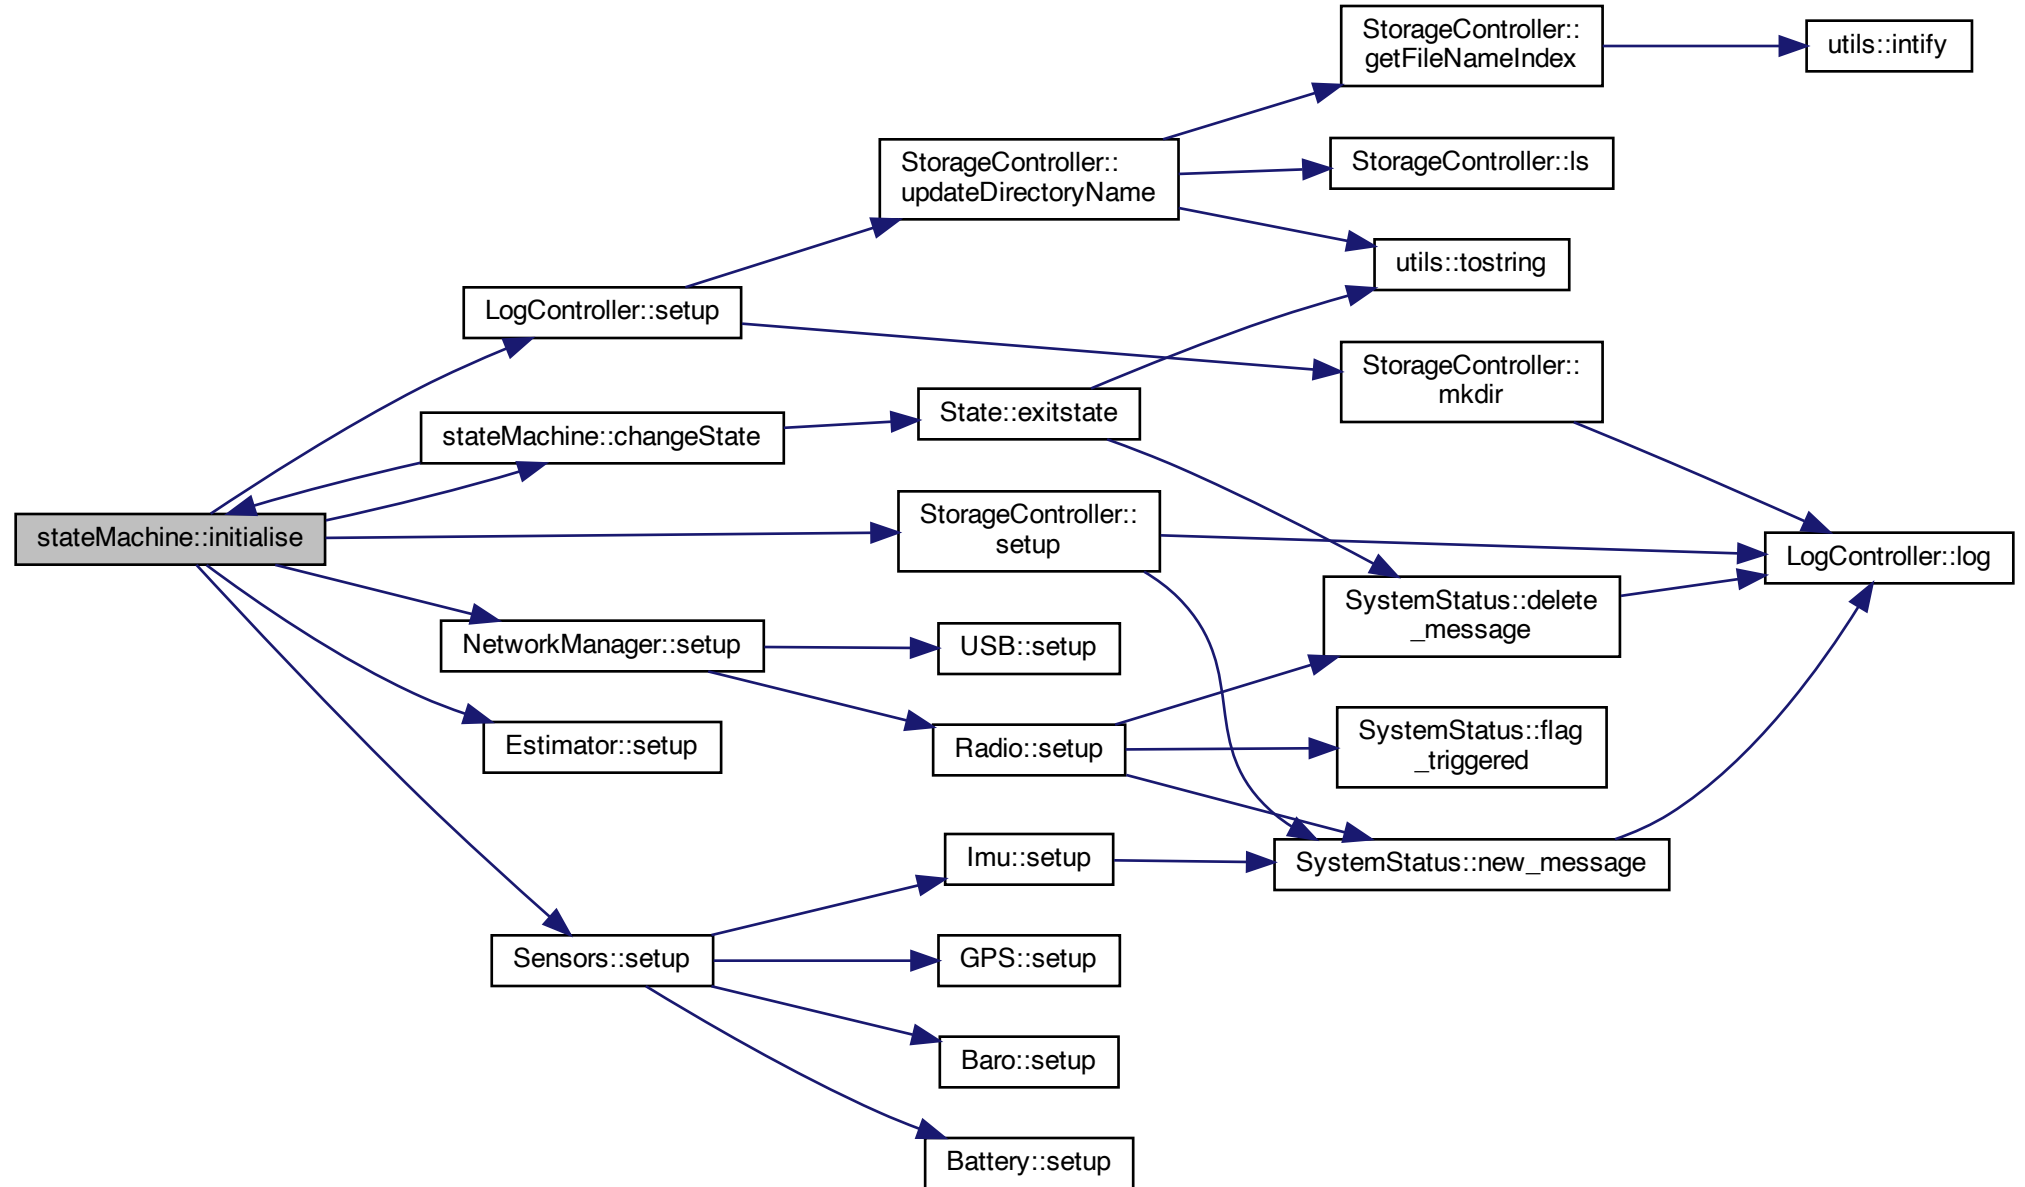 StorageController::
getFileNameIndex
utils::intify
StorageController::
updateDirectoryName
StorageController::ls
utils::tostring
LogController::setup
StorageController::
mkdir
State::exitstate
stateMachine::changeState
stateMachine::initialise
StorageController::
setup
LogController::log
SystemStatus::delete
_message
NetworkManager::setup
USB::setup
Estimator::setup
Radio::setup
SystemStatus::flag
_triggered
Imu::setup
SystemStatus::new_message
Sensors::setup
GPS::setup
Baro::setup
Battery::setup